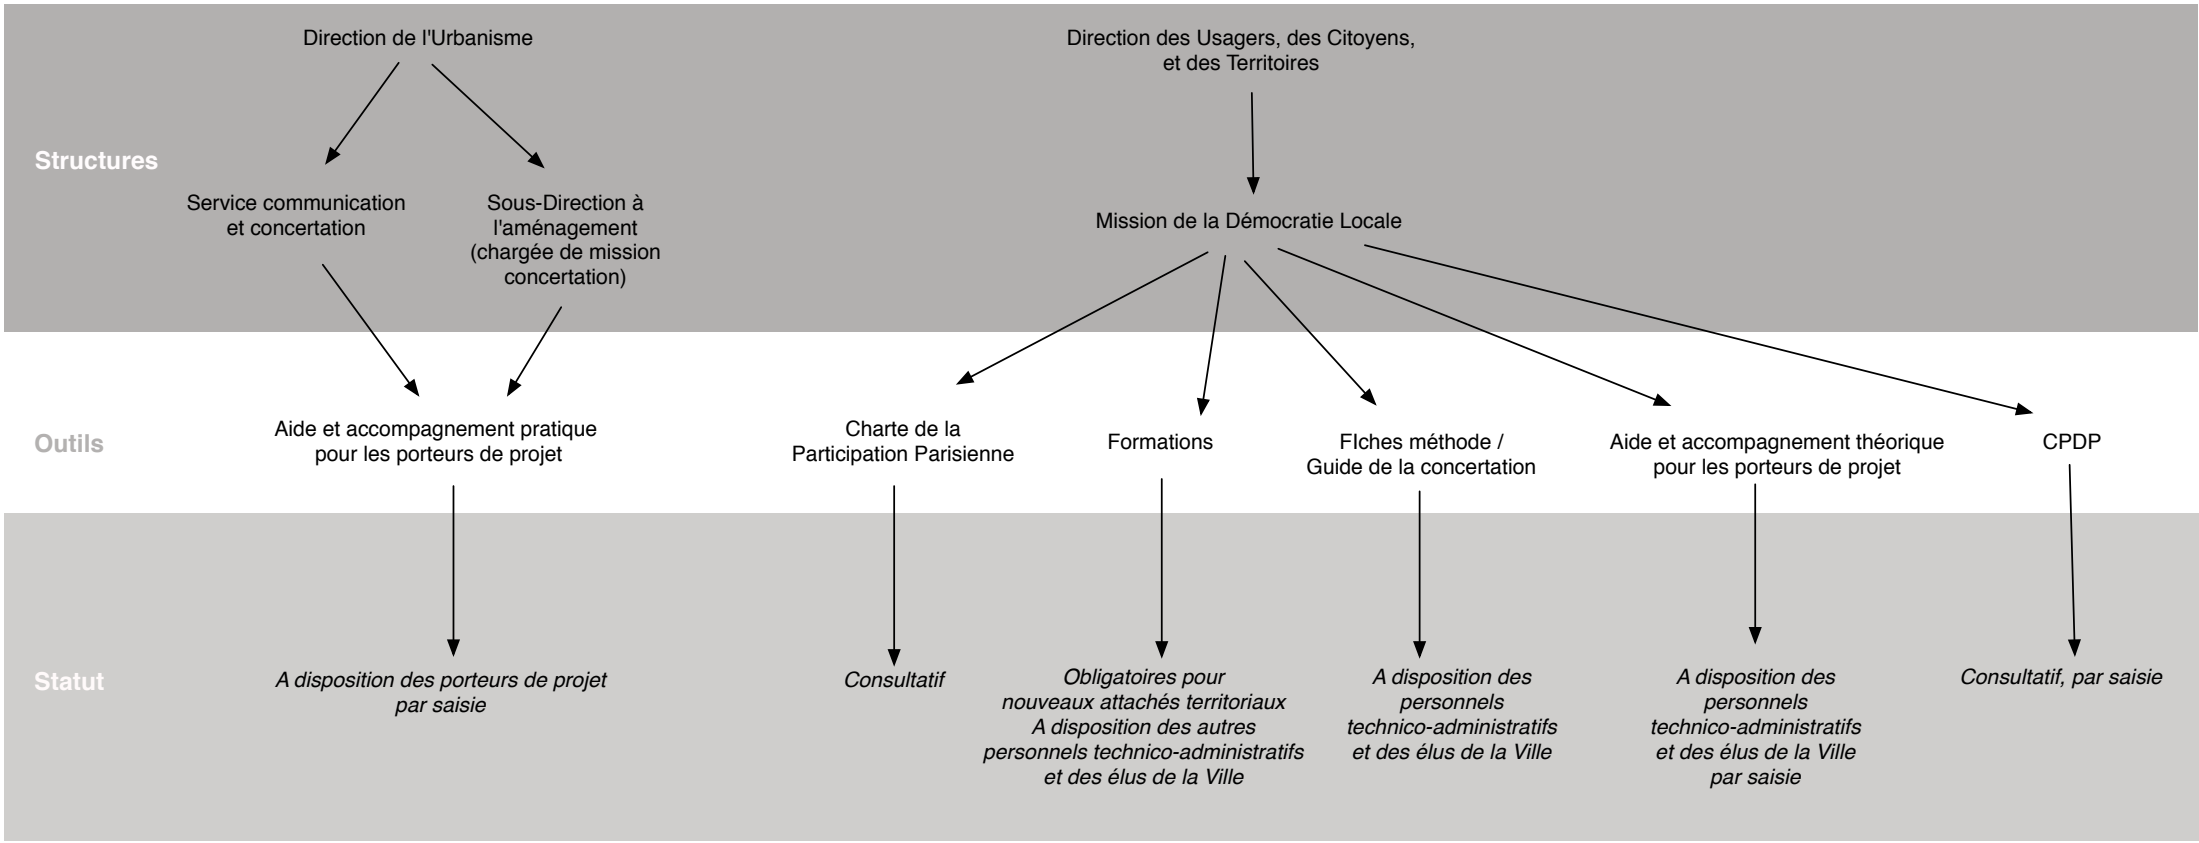 Direction de l'Urbanisme
Direction des Usagers, des Citoyens,
et des Territoires
Structures
Service communication
et concertation
Sous-Direction à
l'aménagement
(chargée de mission
concertation)
Mission de la Démocratie Locale
Outils
Aide et accompagnement pratique
pour les porteurs de projet
Charte de la
Participation Parisienne
Formations
FIches méthode /
Guide de la concertation
Aide et accompagnement théorique
pour les porteurs de projet
CPDP
Statut
A disposition des porteurs de projet
par saisie
Consultatif
Obligatoires pour
nouveaux attachés territoriaux
A disposition des autres
personnels technico-administratifs
et des élus de la Ville
A disposition des
personnels
technico-administratifs
et des élus de la Ville
A disposition des
personnels
technico-administratifs
et des élus de la Ville
par saisie
Consultatif, par saisie